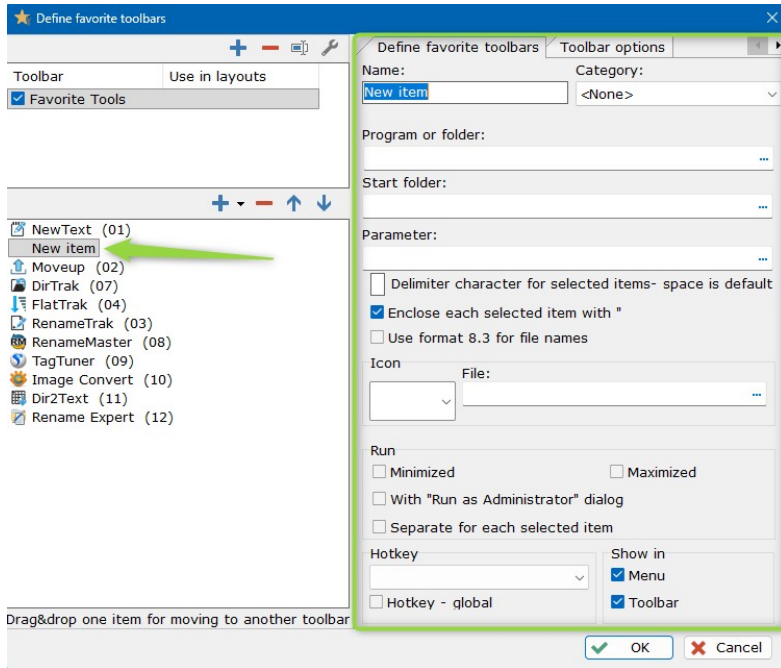 Define favorite toolbars
Toolbar Use in layouts
Favorite Tools
NewText (01)
New item
Moveup (02)
DirTrak (07)
FlatTrak (04)
RenameTrak (03)
RenameMaster (08)
TagTuner (09)
Image Convert (10)
Dir2Text (11)
Rename Expert (12)
Drag&drop one item for moving to another toolbar
Define favorite toolbars Toolbar options
Name: Category:
New item <None>
Program or folder:
...
Start folder:
...
Parameter:
...
Delimiter character for selected items- space is default
Enclose each selected item with "
Use format 8.3 for file names
Icon
File:
...
Run
Minimized Maximized
With "Run as Administrator" dialog
Separate for each selected item
Hotkey Show in
Menu
Hotkey - global Toolbar
OK Cancel